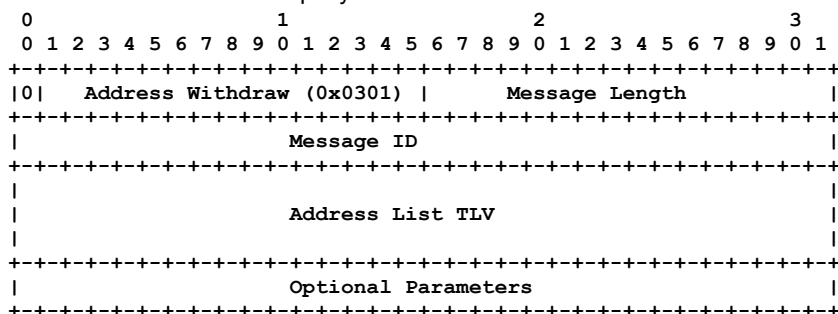 0                   1                   2                   3
 0 1 2 3 4 5 6 7 8 9 0 1 2 3 4 5 6 7 8 9 0 1 2 3 4 5 6 7 8 9 0 1
+-+-+-+-+-+-+-+-+-+-+-+-+-+-+-+-+-+-+-+-+-+-+-+-+-+-+-+-+-+-+-+-+
|0|   Address Withdraw (0x0301) |      Message Length           |
+-+-+-+-+-+-+-+-+-+-+-+-+-+-+-+-+-+-+-+-+-+-+-+-+-+-+-+-+-+-+-+-+
|                     Message ID                                |
+-+-+-+-+-+-+-+-+-+-+-+-+-+-+-+-+-+-+-+-+-+-+-+-+-+-+-+-+-+-+-+-+
|                                                               |
|                     Address List TLV                          |
|                                                               |
+-+-+-+-+-+-+-+-+-+-+-+-+-+-+-+-+-+-+-+-+-+-+-+-+-+-+-+-+-+-+-+-+
|                     Optional Parameters                       |
+-+-+-+-+-+-+-+-+-+-+-+-+-+-+-+-+-+-+-+-+-+-+-+-+-+-+-+-+-+-+-+-+